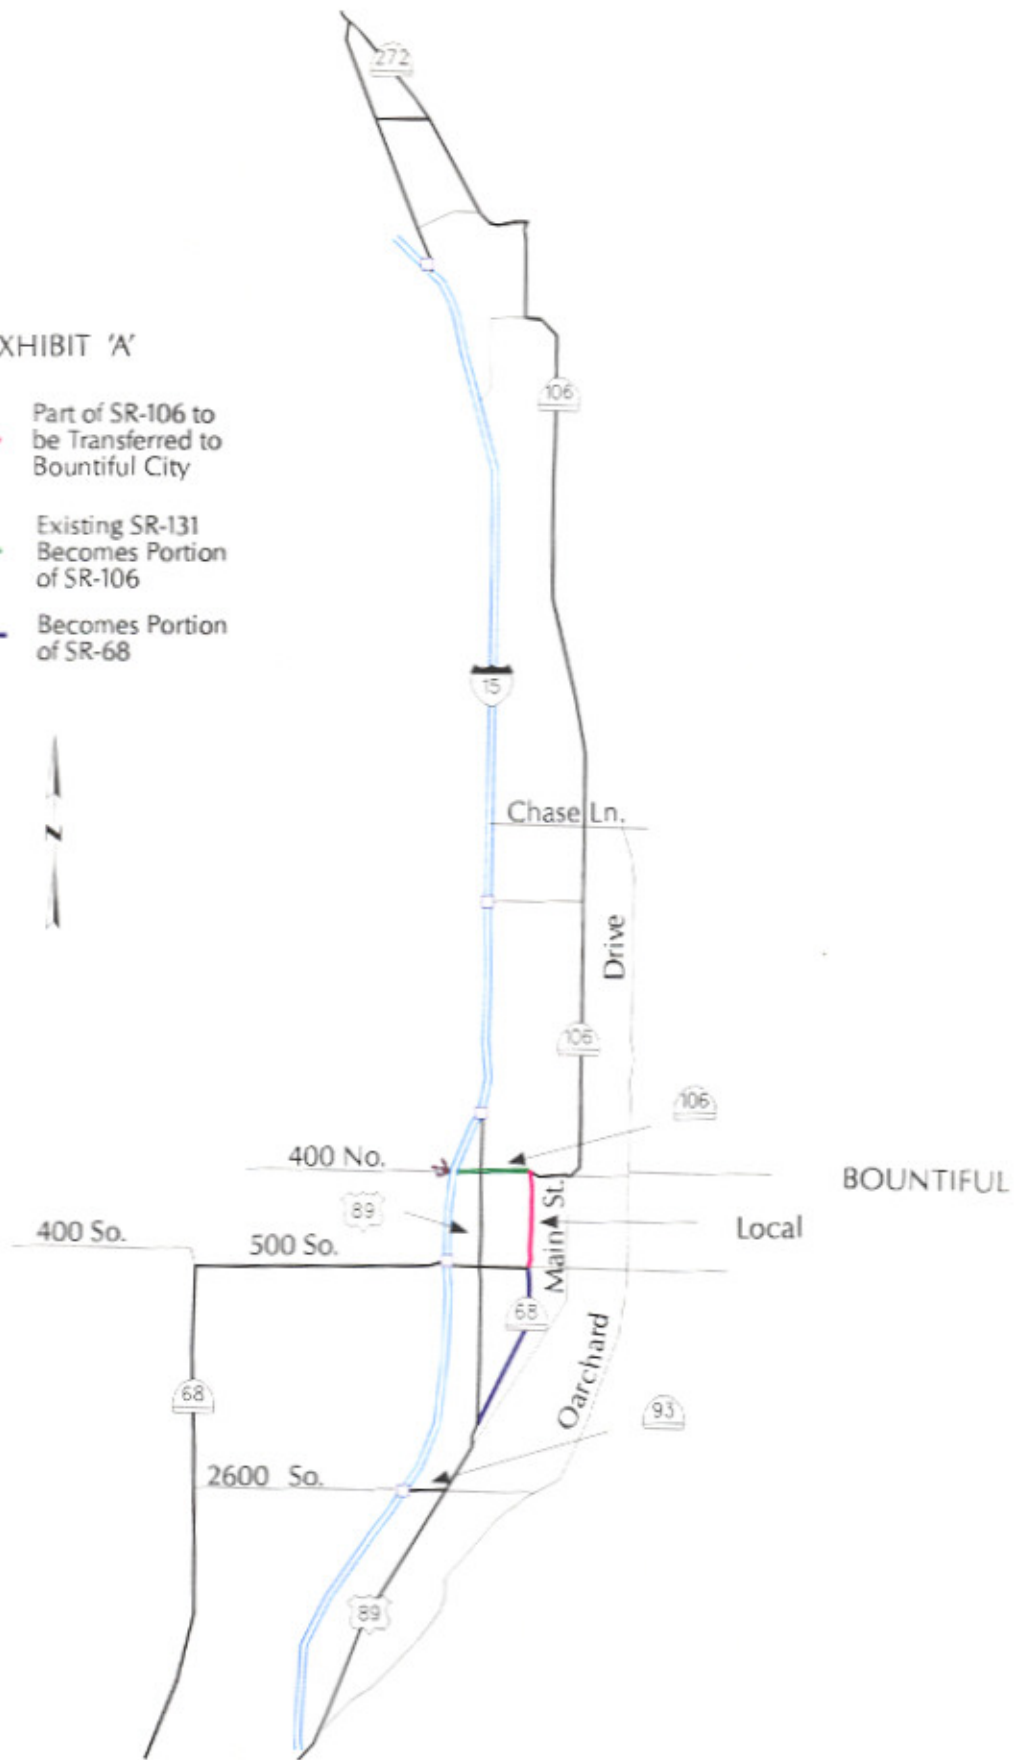 272
XHIBIT 'A'
106
Part of SR-106 to
be Transferred to
Bountiful City
Existing SR-131
Becomes Portion
of SR-106
Becomes Portion
of SR-68
15
N
Chase Ln.
Drive
106
106
400 No.
BOUNTIFUL
89
Main St.
Local
400 So.
500 So.
68
Oarchard
68
93
2600 So.
89